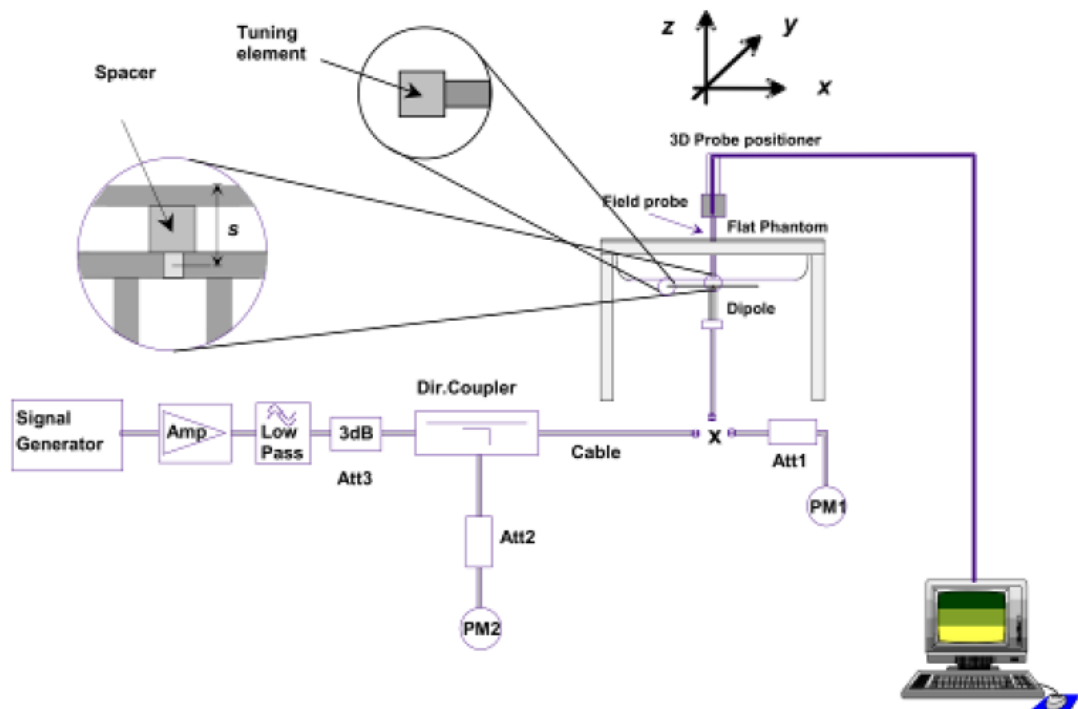 Tuning
element
Spacer
z
y
x
3D Probe positioner
Field probe
s
Flat Phantom
Dipole
Dir.Coupler
Signal
Generator
Amp
Low
Pass
3dB
Att3
Cable
x
Att1
PM1
Att2
PM2